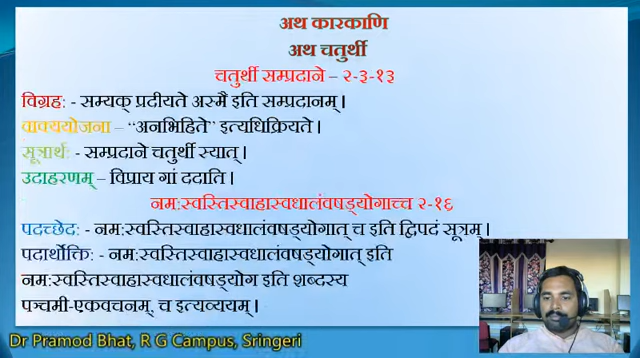 अथ कारकाणि
अथ चतुर्थी
चतुर्थी सम्प्रदाने – २-३-१३
विग्रह: - सम्यक् प्रदीयते अस्मै इति सम्प्रदानम् ।
वाक्ययोजना – “अनभिहिते” इत्यधिक्रियते ।
सूत्रार्थ: - सम्प्रदाने चतुर्थी स्यात् ।
उदाहरणम् – विप्राय गां ददाति ।
नम:स्वस्तिस्वाहास्वधालंवषड्योगाच्च २-१६
पदच्छेद: - नम:स्वस्तिस्वाहास्वधालंवषड्योगात् च इति द्विपदं सूत्रम् ।
पदार्थोक्ति: - नम:स्वस्तिस्वाहास्वधालंवषड्योगात् इति
नम:स्वस्तिस्वाहास्वधालंवषड्योग इति शब्दस्य
पञ्चमी-एकवचनम्, च इत्यव्ययम् ।
Dr Pramod Bhat, R G Campus, Sringeri